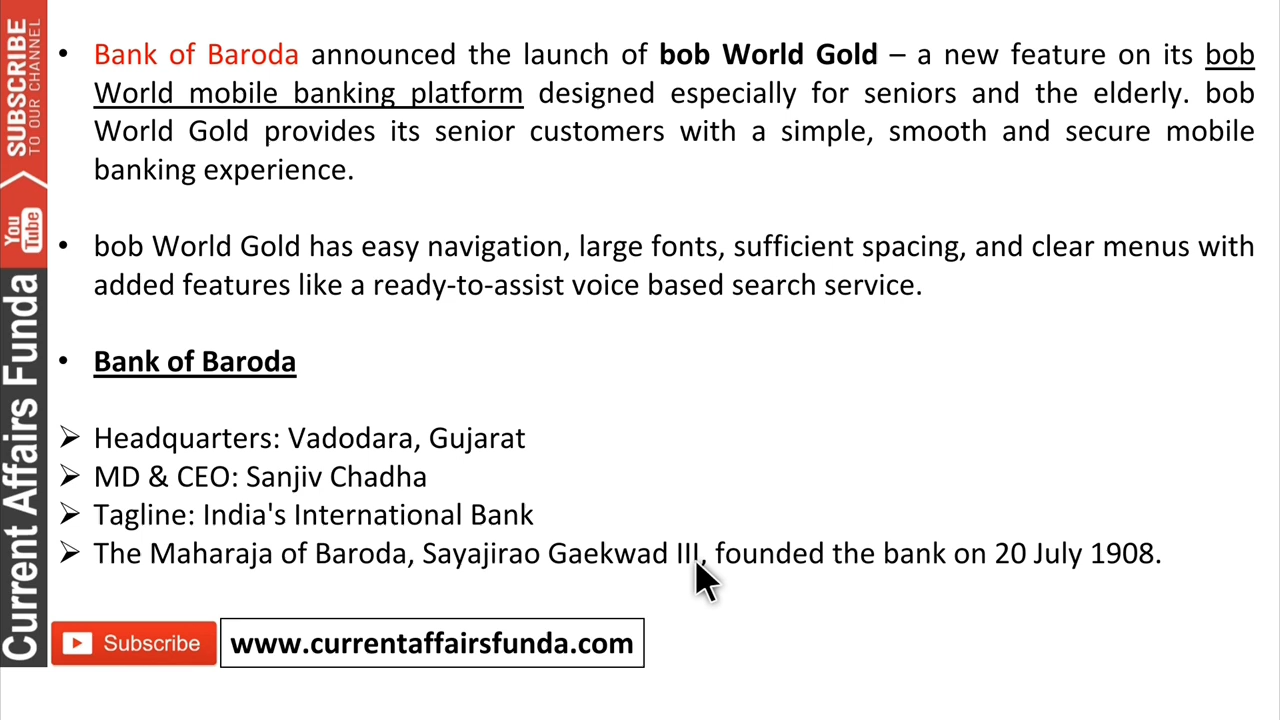 SUBSCRIBE
TO OUR CHANNEL
You
Tube
Current Affairs Funda
• Bank of Baroda announced the launch of bob World Gold – a new feature on its bob
World mobile banking platform designed especially for seniors and the elderly. bob
World Gold provides its senior customers with a simple, smooth and secure mobile
banking experience.
• bob World Gold has easy navigation, large fonts, sufficient spacing, and clear menus with
added features like a ready-to-assist voice based search service.
• Bank of Baroda
➢ Headquarters: Vadodara, Gujarat
➢ MD & CEO: Sanjiv Chadha
➢ Tagline: India's International Bank
➢ The Maharaja of Baroda, Sayajirao Gaekwad III, founded the bank on 20 July 1908.
Subscribe
www.currentaffairsfunda.com